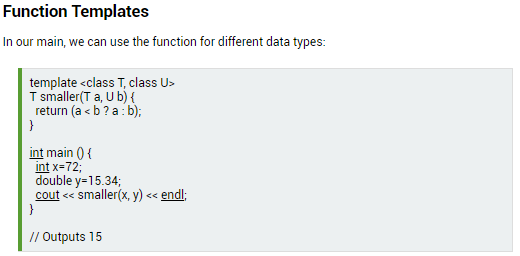 Function Templates
In our main, we can use the function for different data types:
template <class T, class U>
T smaller(T a, U b) {
return (a < b ? a : b);
}
int main () {
int x=72;
double y=15.34;
cout << smaller(x, y) << endl;
}
// Outputs 15